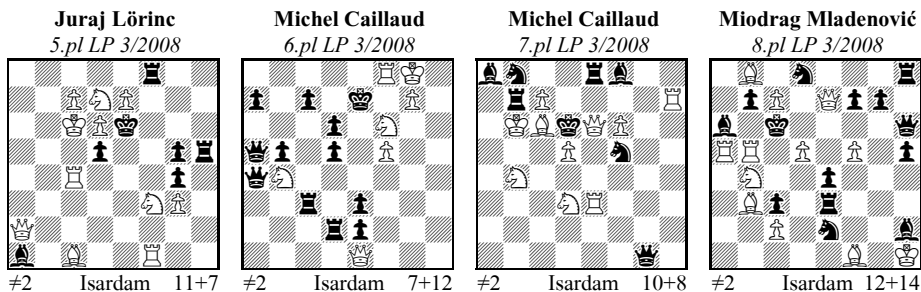 Juraj Lörinc Michel Caillaud Michel Caillaud Miodrag Mladenović
5.pl LP 3/2008 6.pl LP 3/2008 7.pl LP 3/2008 8.pl LP 3/2008
≠2 Isardam 11+7 ≠2 Isardam 7+12 ≠2 Isardam 10+8 ≠2 Isardam 12+14